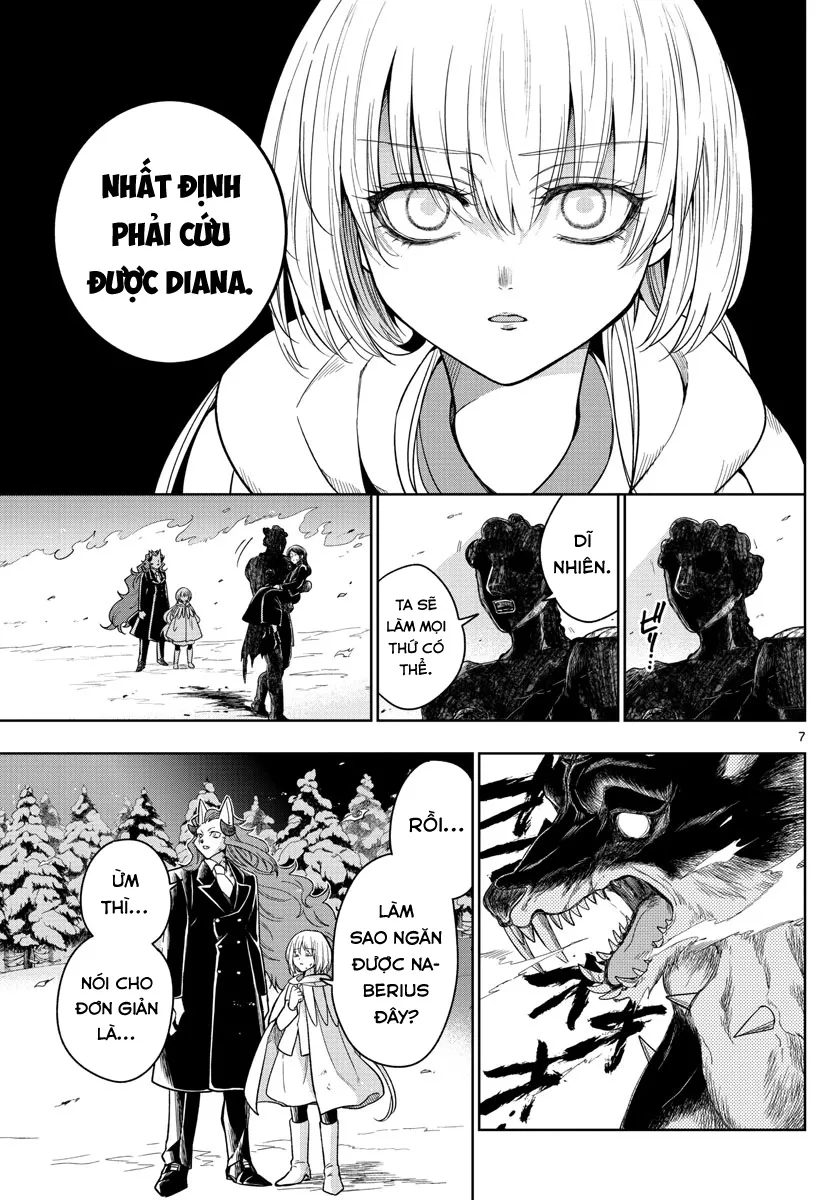 NHẤT ĐỊNH
PHẢI CỨU
ĐƯỢC DIANA.
DĨ
NHIÊN.
TA SẼ
LÀM MỌI
THỨ CÓ
THỂ.
7
RỒI...
LÀM
SAO NGĂN
ĐƯỢC NA-
BERIUS
ĐÂY?
ỪM
THÌ...
NÓI CHO
ĐƠN GIẢN
LÀ...